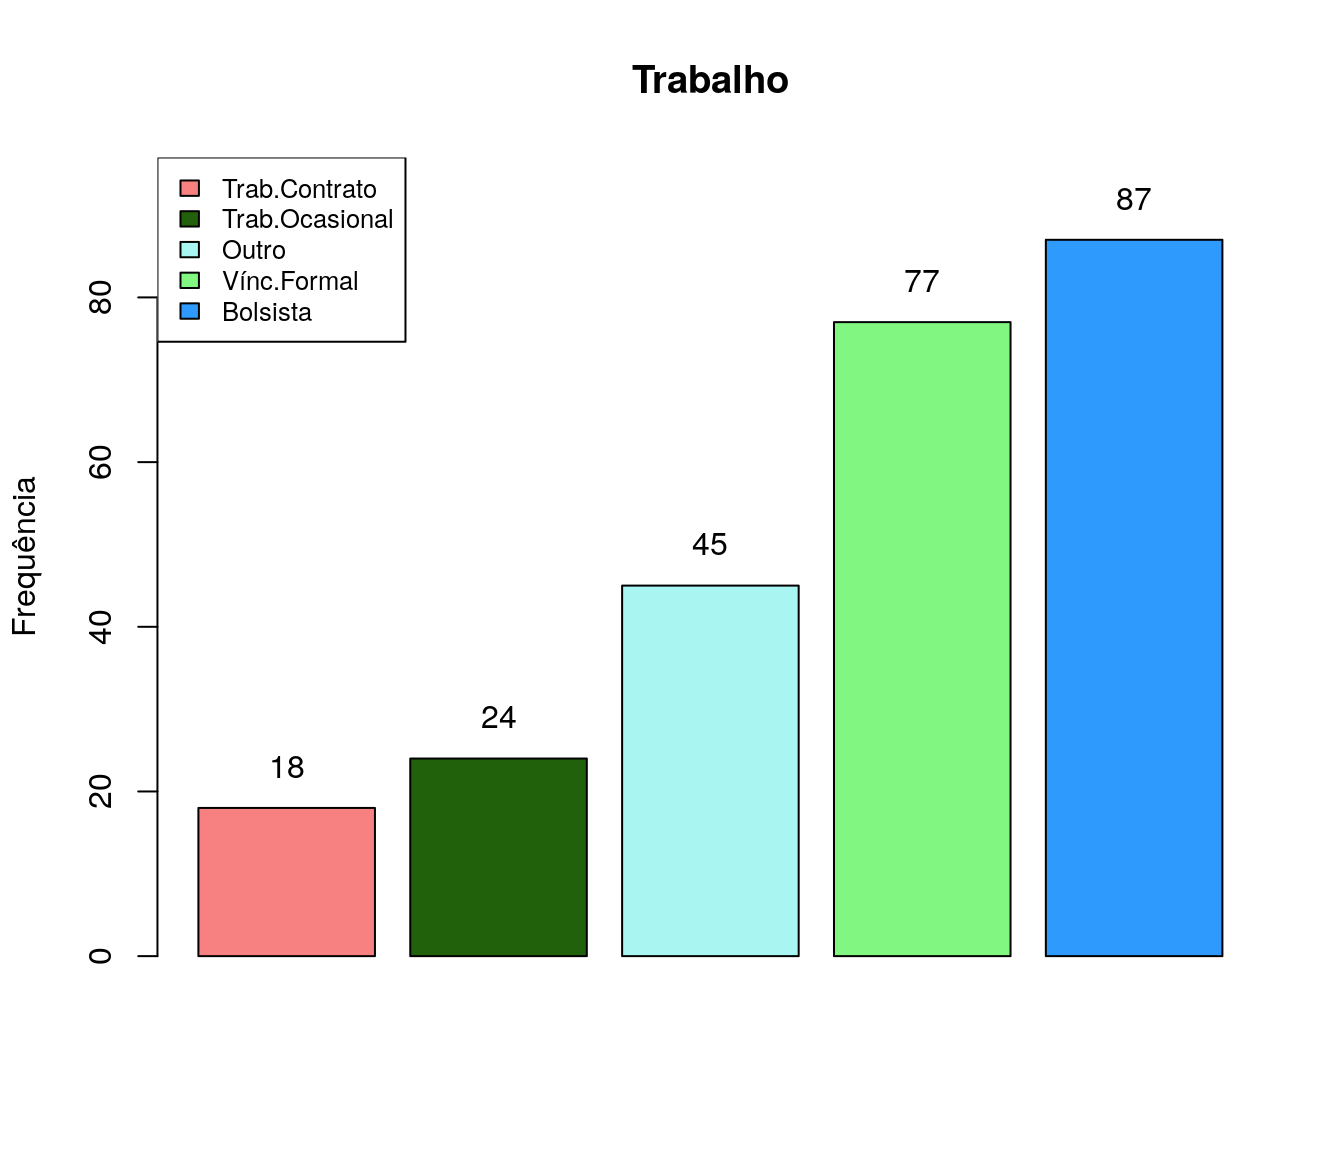 Trabalho
Trab.Contrato
Trab.Ocasional
Outro
Vínc.Formal
Bolsista
Frequência
80
60
40
20
0
18
24
45
77
87